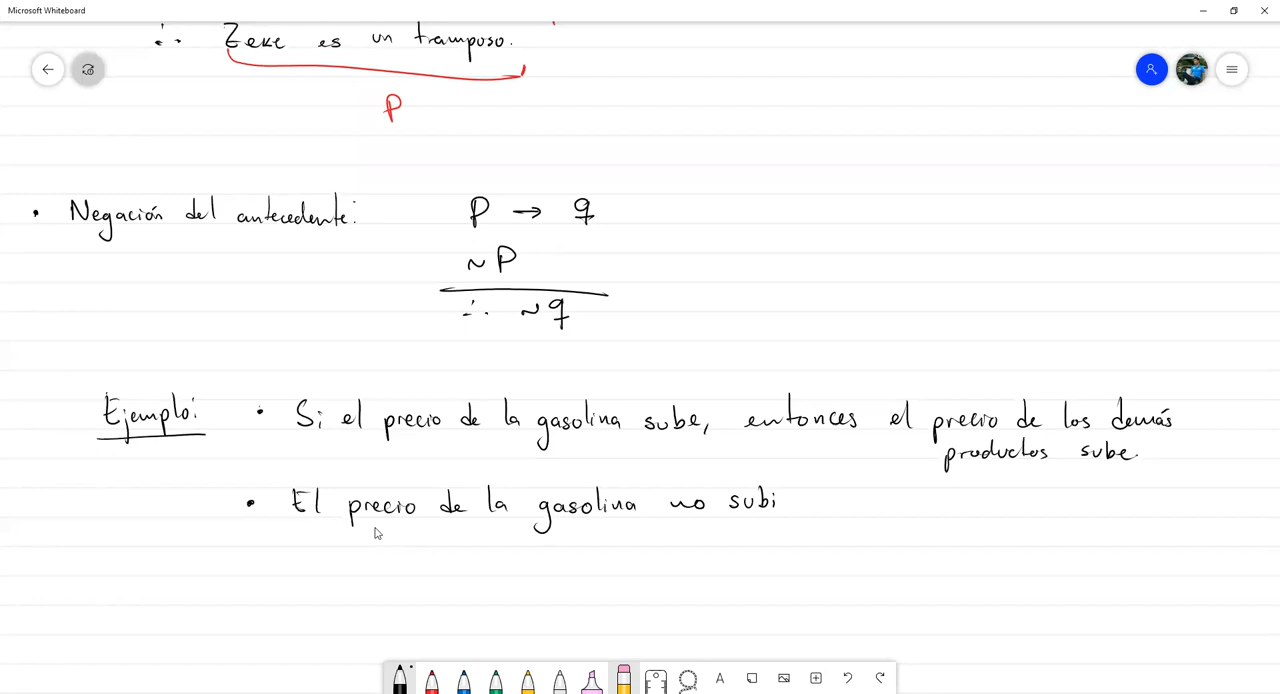 Microsoft Whiteboard
∴ Zeke es un tramposo.
P
• Negación del antecedente: P → q
~P
∴ ~q
Ejemplo: • Si el precio de la gasolina sube, entonces el precio de los demás
productos sube.
• El precio de la gasolina no subi